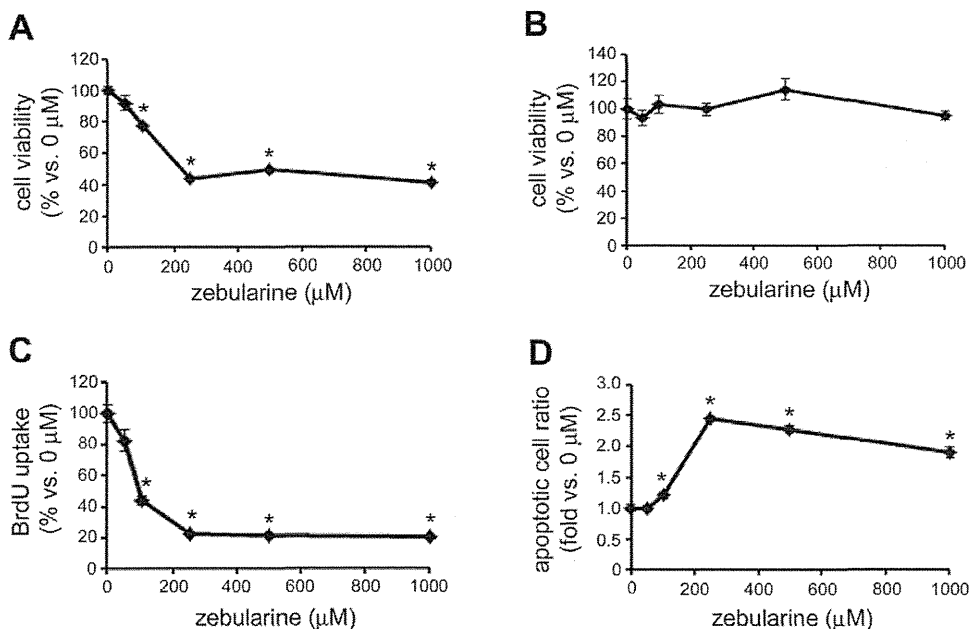 A
120
100
80
60
40
20
0
cell viability
(% vs. 0 μM)
*
*
*
*
0 200 400 600 800 1000
zebularine (μM)
B
140
120
100
80
60
40
20
0
cell viability
(% vs. 0 μM)
0 200 400 600 800 1000
zebularine (μM)
C
120
100
80
60
40
20
0
BrdU uptake
(% vs. 0 μM)
*
*
*
*
0 200 400 600 800 1000
zebularine (μM)
D
3.0
2.5
2.0
1.5
1.0
0.5
0
apoptotic cell ratio
(fold vs. 0 μM)
*
*
*
*
0 200 400 600 800 1000
zebularine (μM)